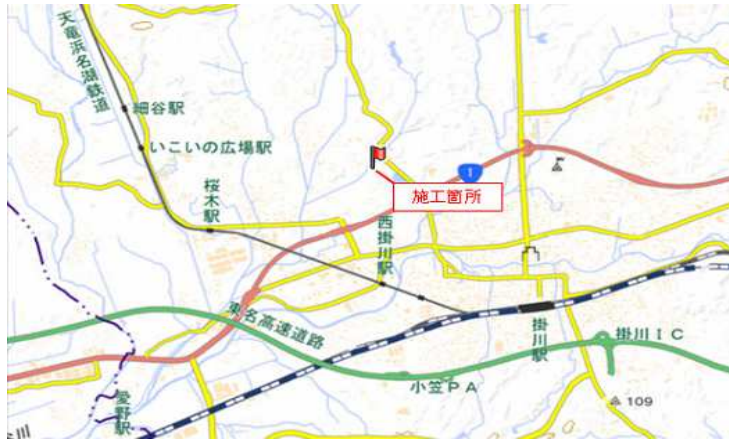 天竜浜名湖鉄道
細谷駅
いこいの広場駅
桜木駅
1
施工箇所
西掛川駅
東名高速道路
掛川駅
掛川IC
小笠PA
愛野駅
109